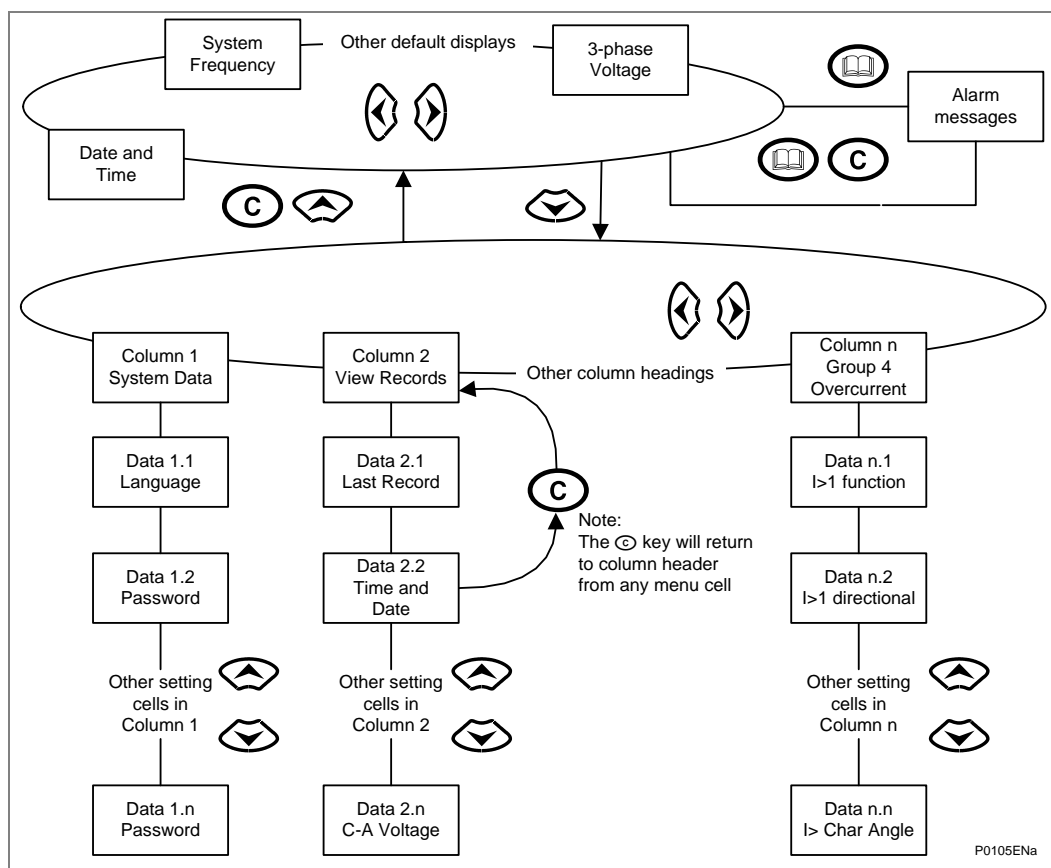 System
Frequency
Other default displays
3-phase
Voltage
Alarm
messages
Date and
Time
C
C
Column 1
System Data
Column 2
View Records
Other column headings
Column n
Group 4
Overcurrent
Data 1.1
Language
Data 2.1
Last Record
C
Data n.1
I>1 function
Note:
The C key will return
to column header
from any menu cell
Data 1.2
Password
Data 2.2
Time and
Date
Data n.2
I>1 directional
Other setting
cells in
Column 1
Other setting
cells in
Column 2
Other setting
cells in
Column n
Data 1.n
Password
Data 2.n
C-A Voltage
Data n.n
I> Char Angle
P0105ENa